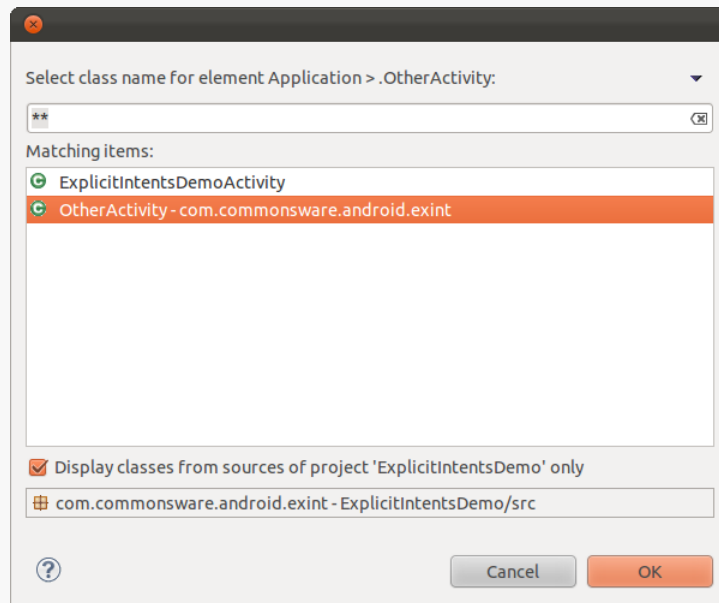 Select class name for element Application > .OtherActivity:
**
Matching items:
ExplicitIntentsDemoActivity
OtherActivity - com.commonsware.android.exint
Display classes from sources of project 'ExplicitIntentsDemo' only
com.commonsware.android.exint - ExplicitIntentsDemo/src
Cancel
OK